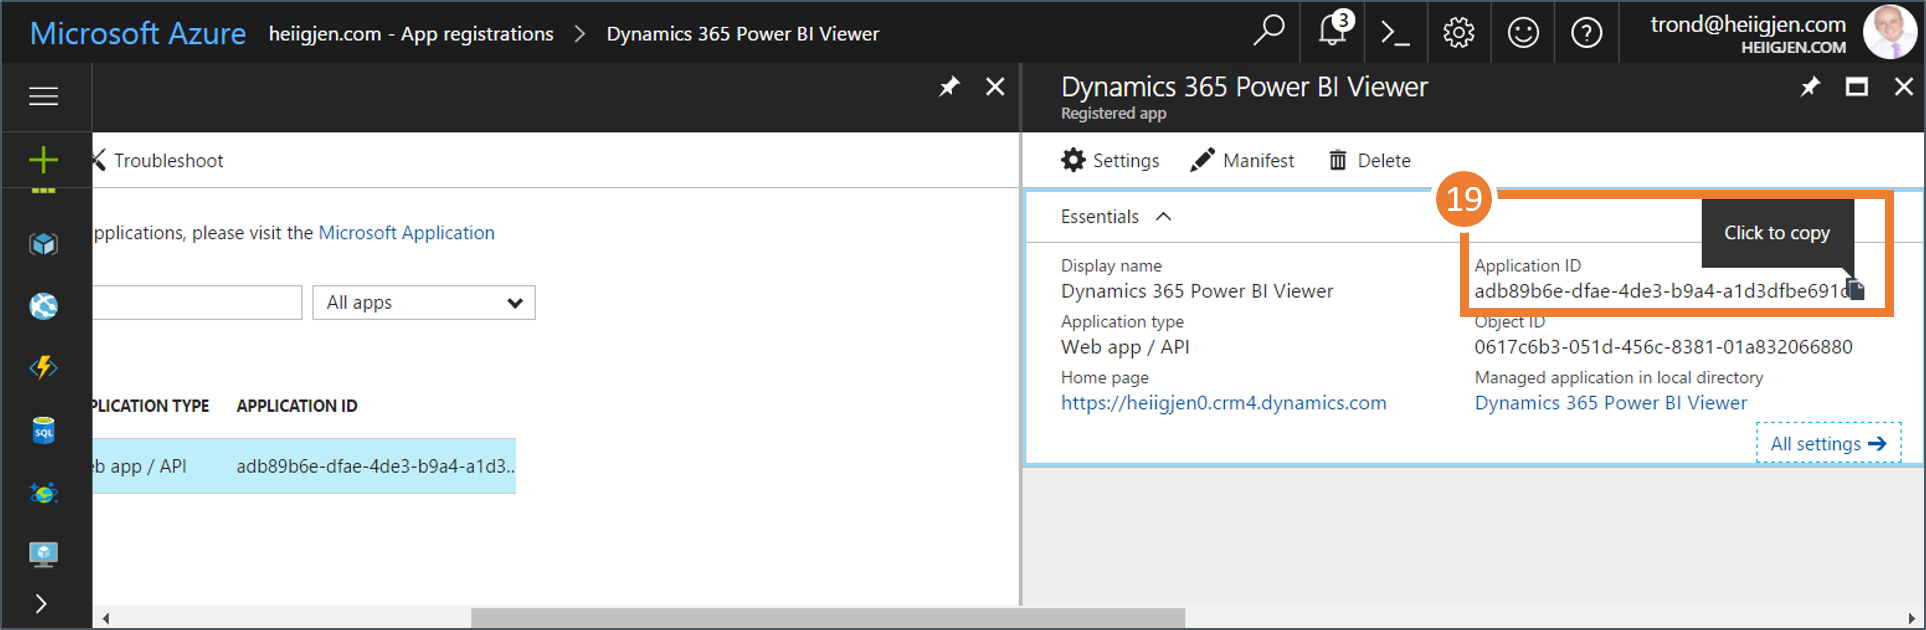 Microsoft Azure heiigjen.com - App registrations > Dynamics 365 Power BI Viewer
3
trond@heiigjen.com
HEIIGJEN.COM
Dynamics 365 Power BI Viewer
Registered app
Troubleshoot
Settings Manifest Delete
pplications, please visit the Microsoft Application
All apps
PLICATION TYPE APPLICATION ID
b app / API adb89b6e-dfae-4de3-b9a4-a1d3..
SQL
19
Essentials
Click to copy
Display name
Dynamics 365 Power BI Viewer
Application type
Web app / API
Home page
https://heiigjen0.crm4.dynamics.com
Application ID
adb89b6e-dfae-4de3-b9a4-a1d3dfbe691
Object ID
0617c6b3-051d-456c-8381-01a832066880
Managed application in local directory
Dynamics 365 Power BI Viewer
All settings